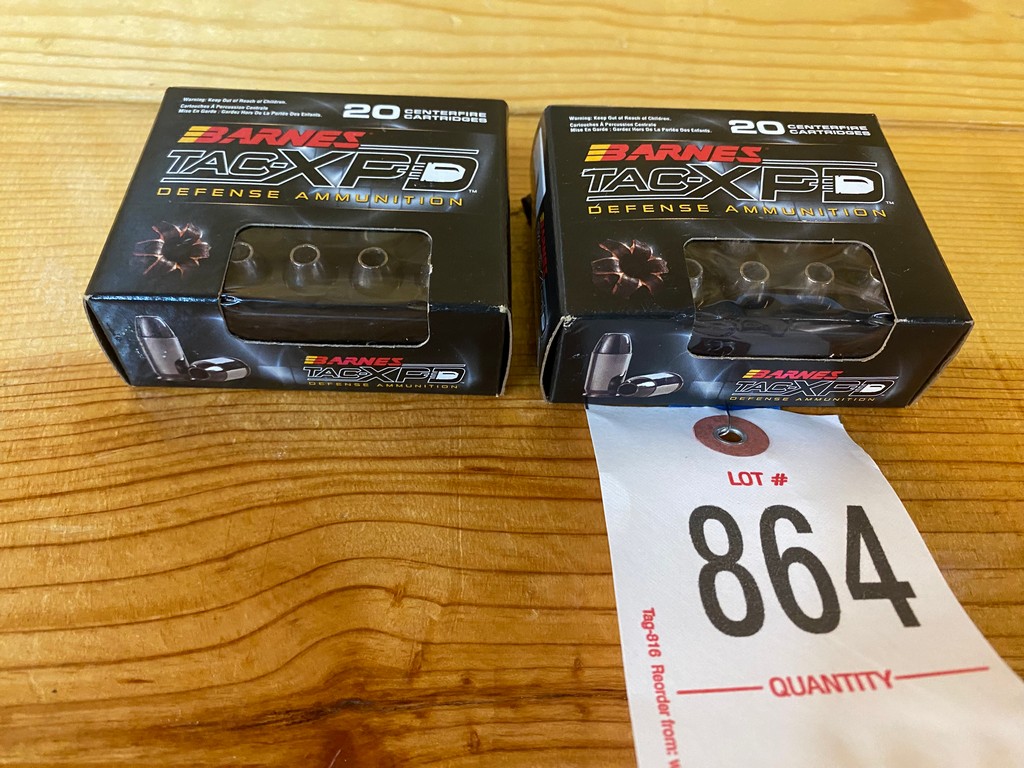 Warning: Keep Out of Reach of Children.
Cartouches À Percussion Centrale
Mise En Garde : Gardez Hors De La Portée Des Enfants.
20 CENTERFIRE
CARTRIDGES
BARNES
TAC-XPD™
DEFENSE AMMUNITION
BARNES
TAC-XPD
DEFENSE AMMUNITION
Warning: Keep Out of Reach of Children.
Cartouches À Percussion Centrale
Mise En Garde : Gardez Hors De La Portée Des Enfants.
20 CENTERFIRE
CARTRIDGES
BARNES
TAC-XPD™
DEFENSE AMMUNITION
BARNES
TAC-XPD
DEFENSE AMMUNITION
LOT #
864
QUANTITY
Tag-816 Reorder from: